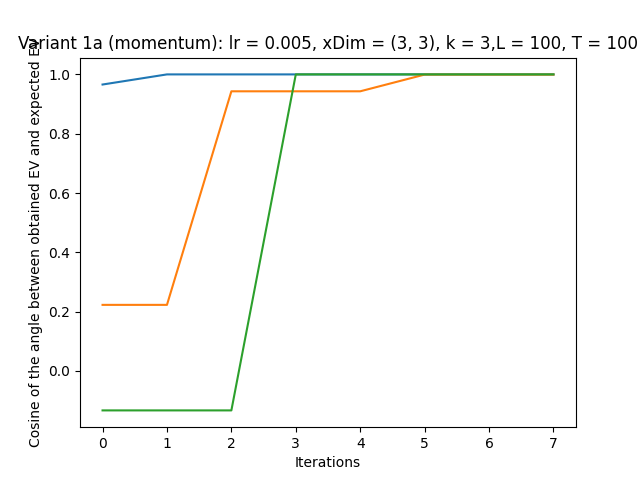 Variant 1a (momentum): lr = 0.005, xDim = (3, 3), k = 3,L = 100, T = 100
Cosine of the angle between obtained EV and expected EV
1.0
0.8
0.6
0.4
0.2
0.0
0 1 2 3 4 5 6 7
Iterations